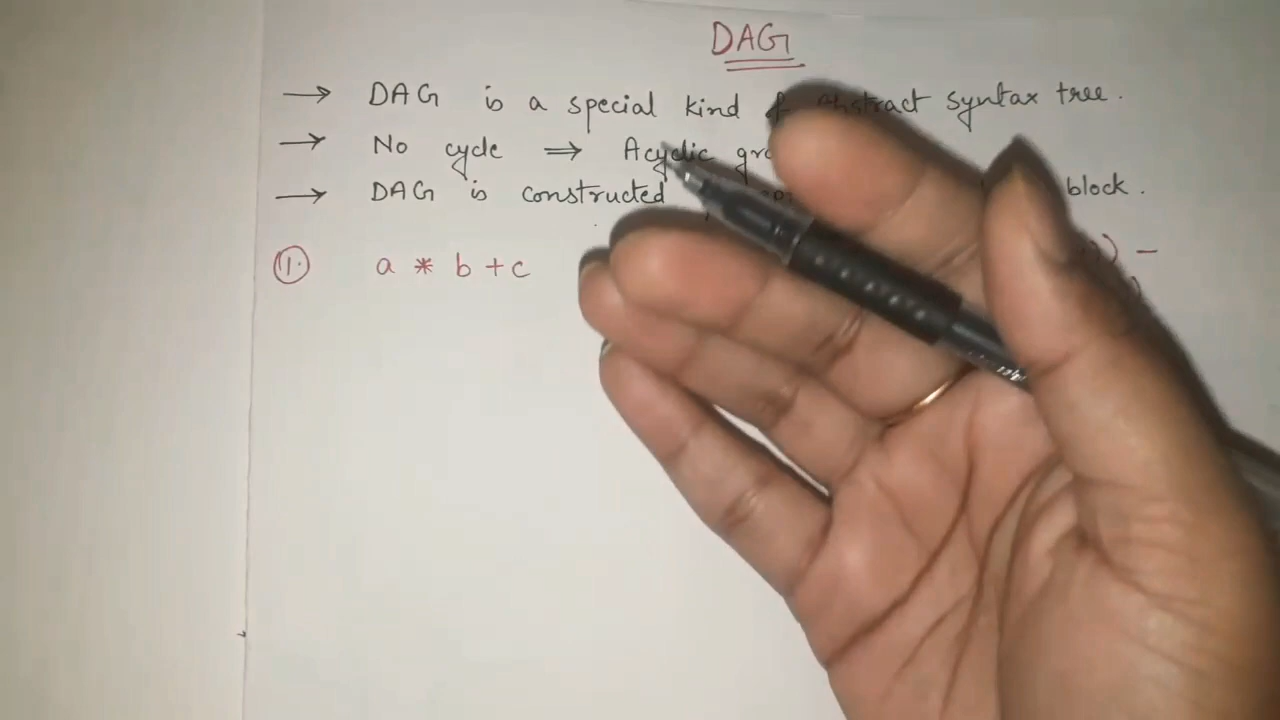 DAG
→ DAG is a special kind of abstract syntax tree.
→ No cycle ⇒ Acyclic
→ DAG is constructed block.
1. a * b + c